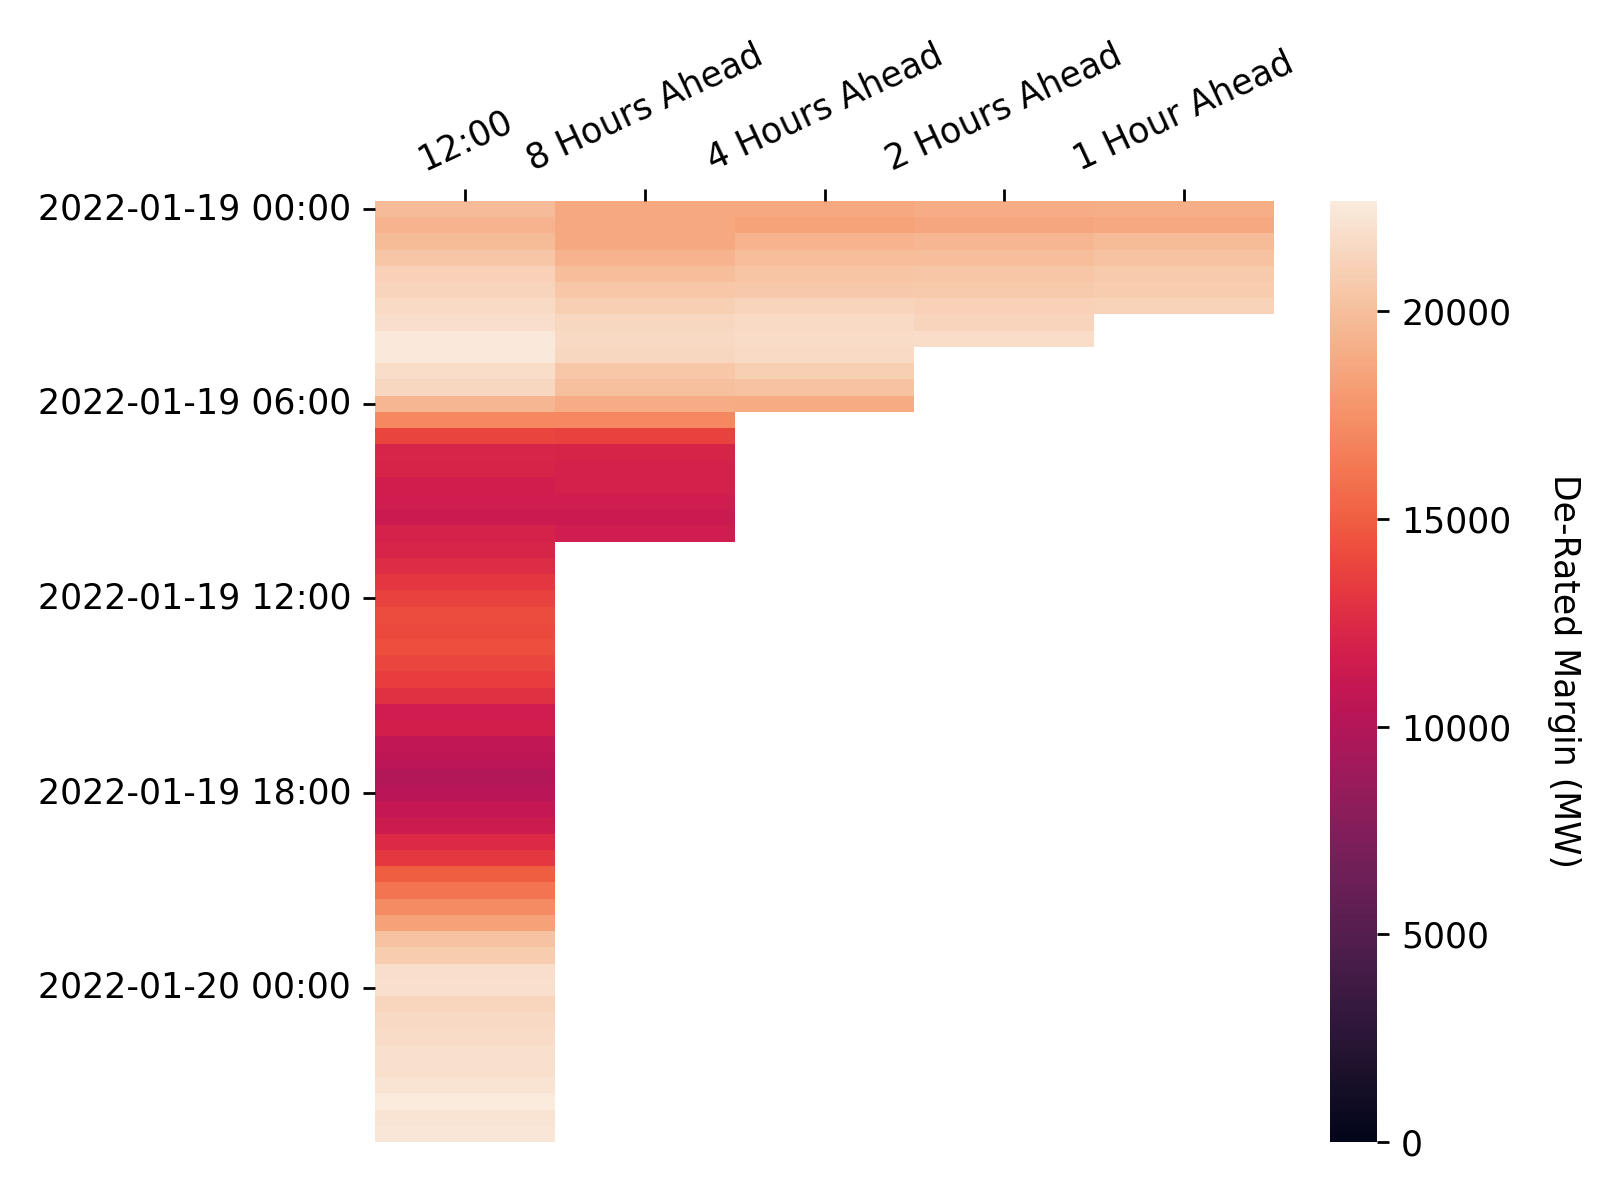 12:00
8 Hours Ahead
4 Hours Ahead
2 Hours Ahead
1 Hour Ahead
2022-01-19 00:00
2022-01-19 06:00
2022-01-19 12:00
2022-01-19 18:00
2022-01-20 00:00
20000
15000
10000
5000
0
De-Rated Margin (MW)